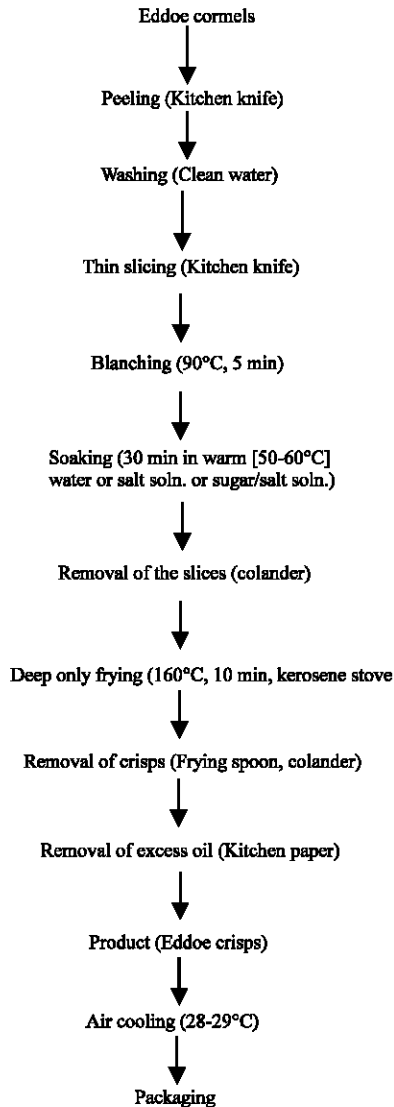 Eddoe cormels
Peeling (Kitchen knife)
Washing (Clean water)
Thin slicing (Kitchen knife)
Blanching (90°C, 5 min)
Soaking (30 min in warm [50-60°C]
water or salt soln. or sugar/salt soln.)
Removal of the slices (colander)
Deep only frying (160°C, 10 min, kerosene stove
Removal of crisps (Frying spoon, colander)
Removal of excess oil (Kitchen paper)
Product (Eddoe crisps)
Air cooling (28-29°C)
Packaging